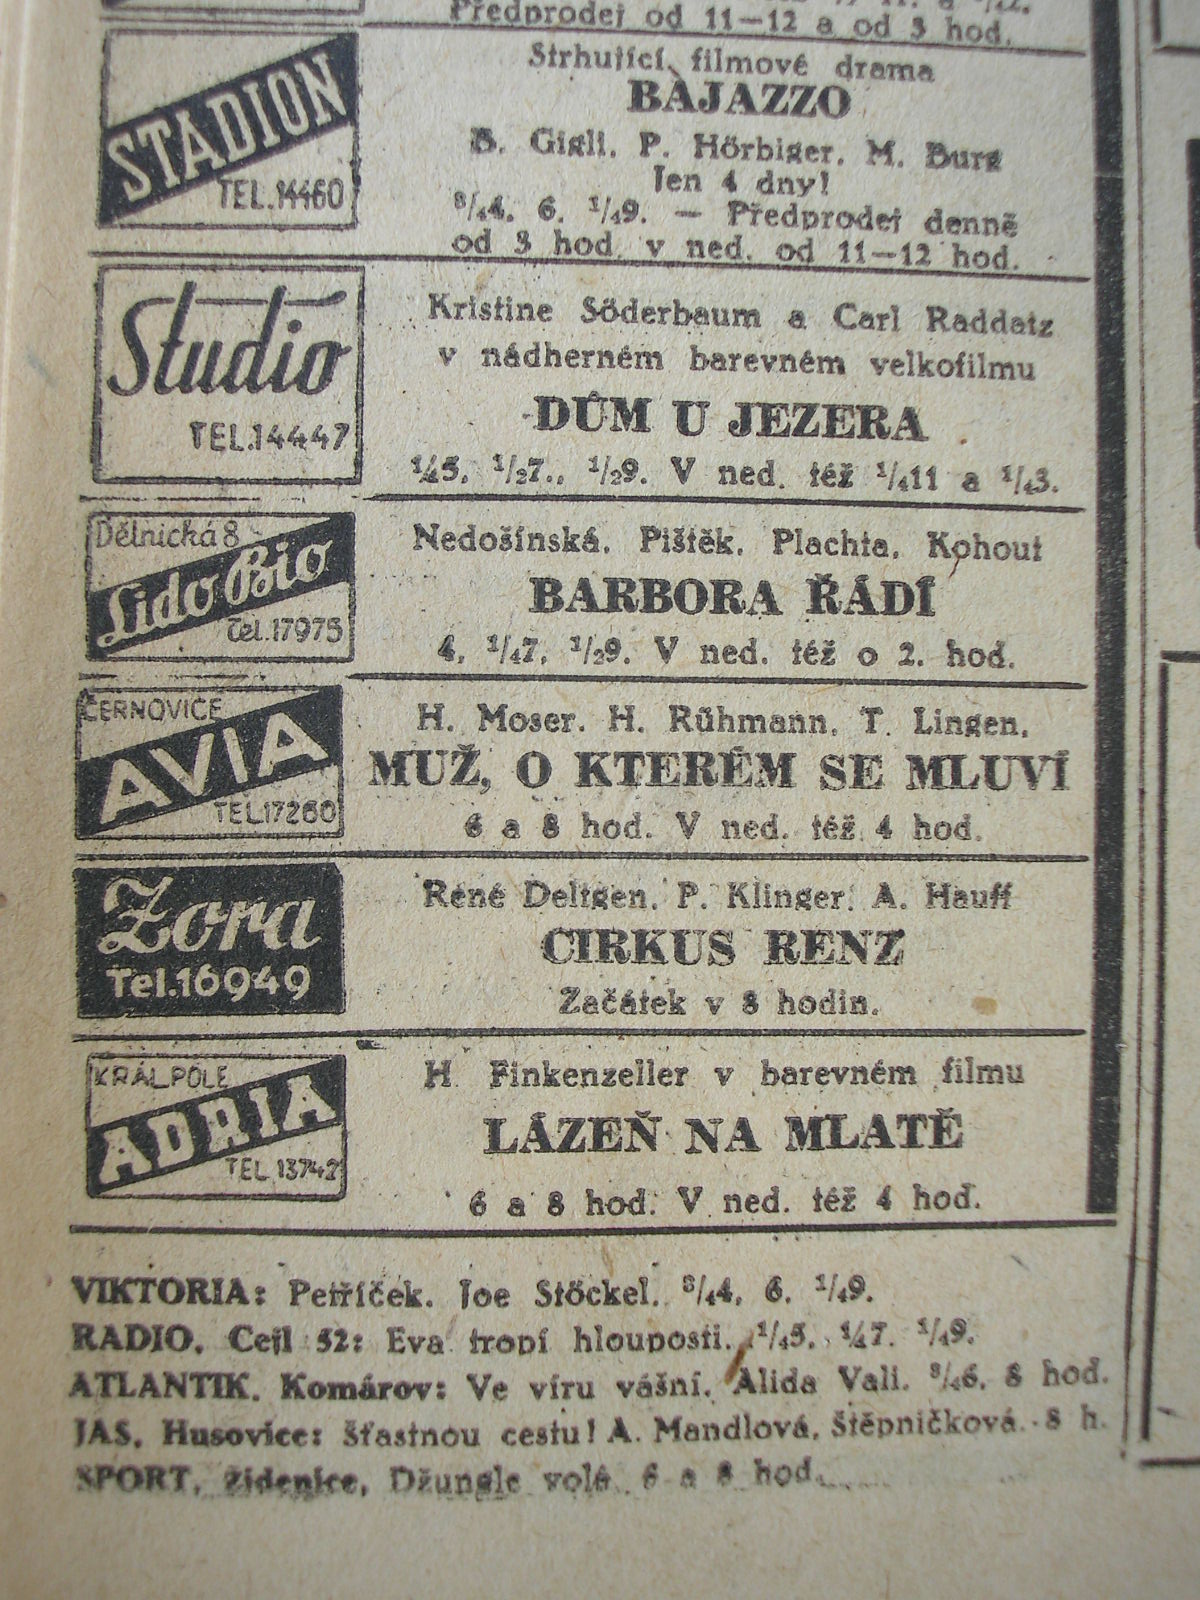 Předprodej od 11—12 a od 3 hod.
STADION
TEL.14460
Strhující filmové drama
BAJAZZO
B. Gigli, P. Hörbiger, M. Burg
Jen 4 dny!
3/44, 6, 1/49. — Předprodej denně
od 3 hod. v ned. od 11—12 hod.
Studio
TEL.14447
Kristine Söderbaum a Carl Raddatz
v nádherném barevném velkofilmu
DŮM U JEZERA
1/45, 1/27., 1/29. V ned. též 1/411 a 1/43.
Dělnická 8
Lido Bio
Tel.17975
Nedošínská, Pištěk, Plachta, Kohout
BARBORA ŘÁDÍ
4, 1/47, 1/29. V ned. též o 2. hod.
ČERNOVICE
AVIA
TEL.17260
H. Moser, H. Rühmann, T. Lingen,
MUŽ, O KTERÉM SE MLUVÍ
6 a 8 hod. V ned. též 4 hod.
Zora
Tel.16949
René Deltgen, P. Klinger, A. Hauff
CIRKUS RENZ
Začátek v 8 hodin.
KRÁL.POLE
ADRIA
TEL 13742
H Finkenzeller v barevném filmu
LÁZEŇ NA MLATĚ
6 a 8 hod. V ned. též 4 hod.
VIKTORIA: Petříček. Joe Stöckel. 3/44, 6, 1/49.
RADIO, Cejl 52: Eva tropí hlouposti. 1/45, 1/47. 1/49.
ATLANTIK, Komárov: Ve víru vášní. Alida Vali. 3/46, 8 hod.
JAS, Husovice: Šťastnou cestu! A. Mandlová, Štěpničková. 8 h.
SPORT, Židenice, Džungle volá. 6 a 8 hod.